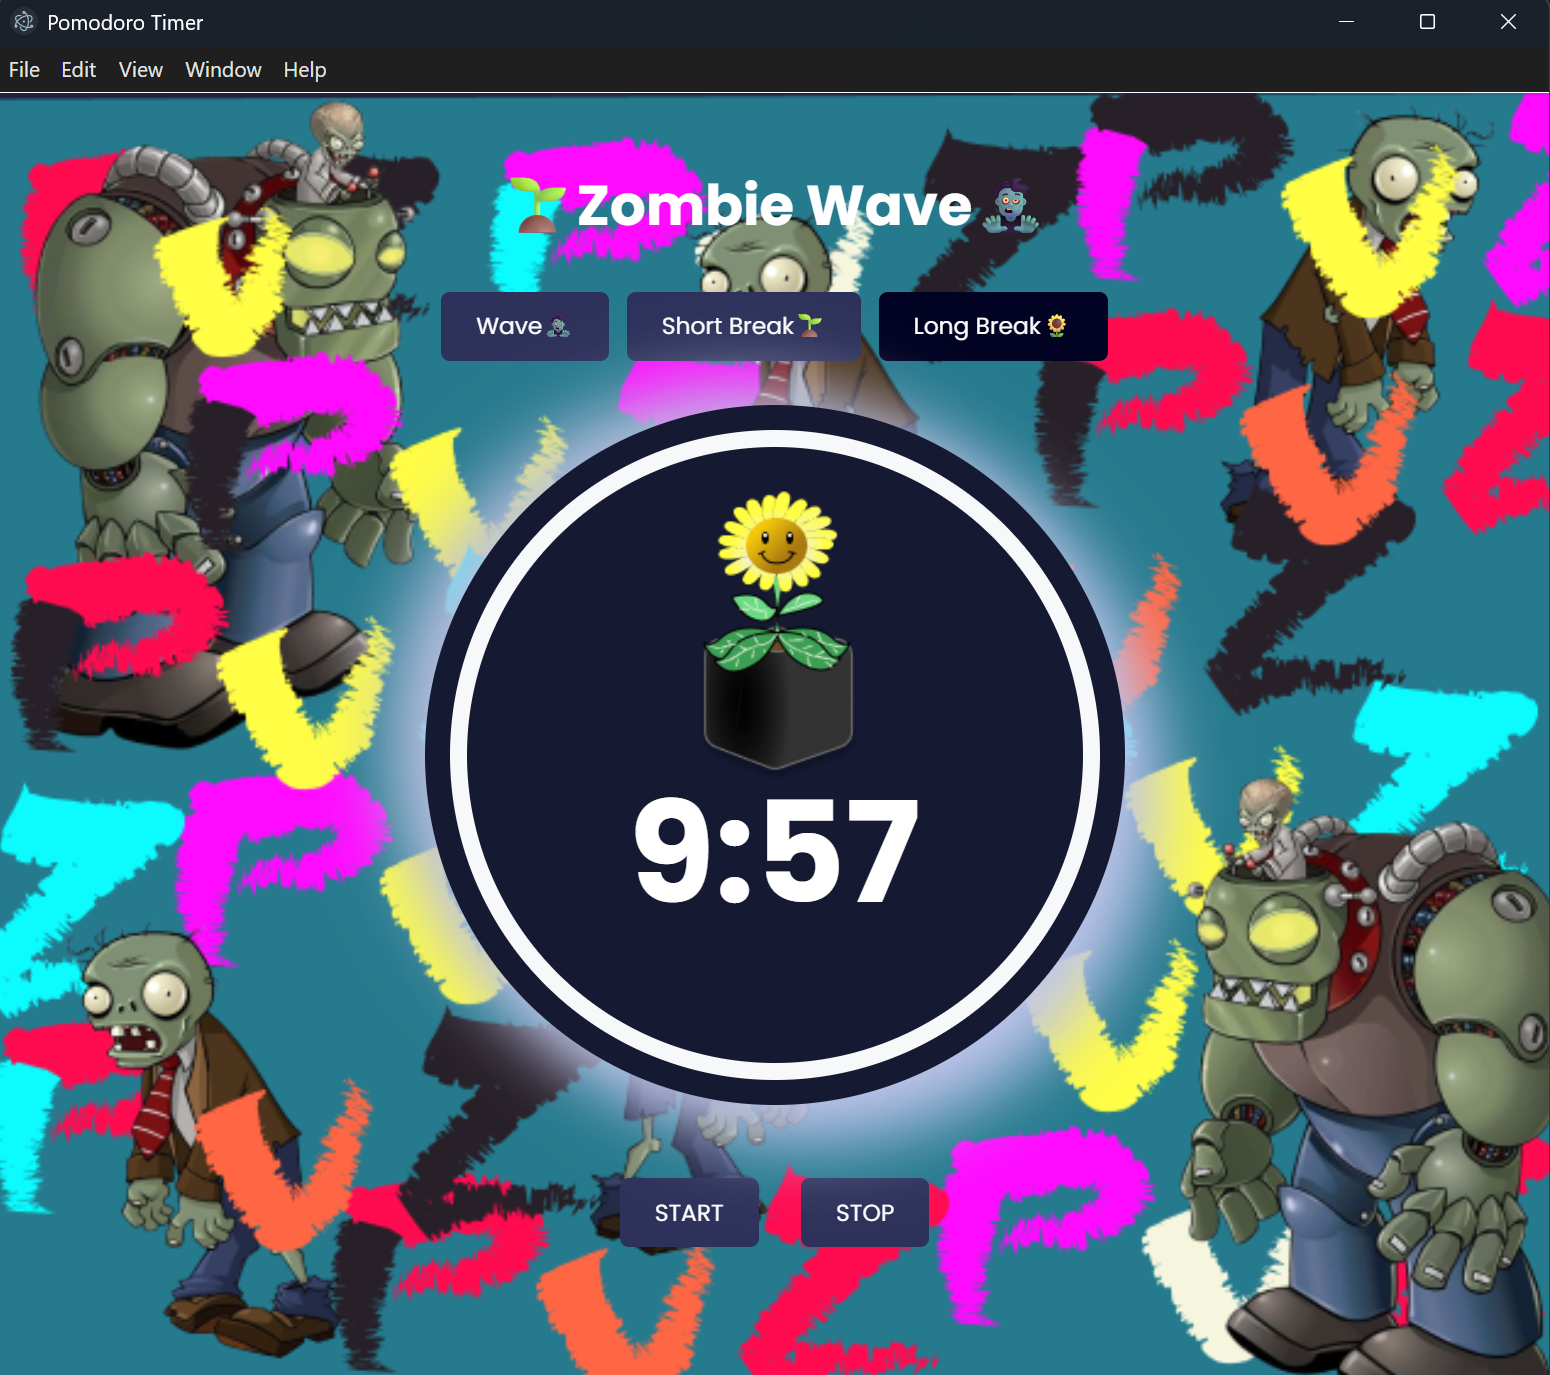 Pomodoro Timer
File Edit View Window Help
🌱 Zombie Wave 🧟
Wave 🧟 Short Break 🌱 Long Break 🌻
9:57
START STOP